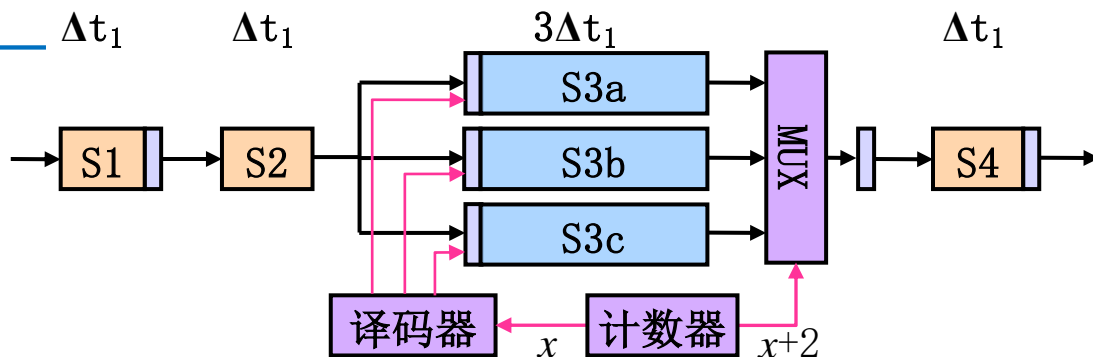 Δt₁ Δt₁ 3Δt₁ Δt₁
S3a
S1 S2 S3b MUX S4
S3c
译码器 x 计数器 x+2